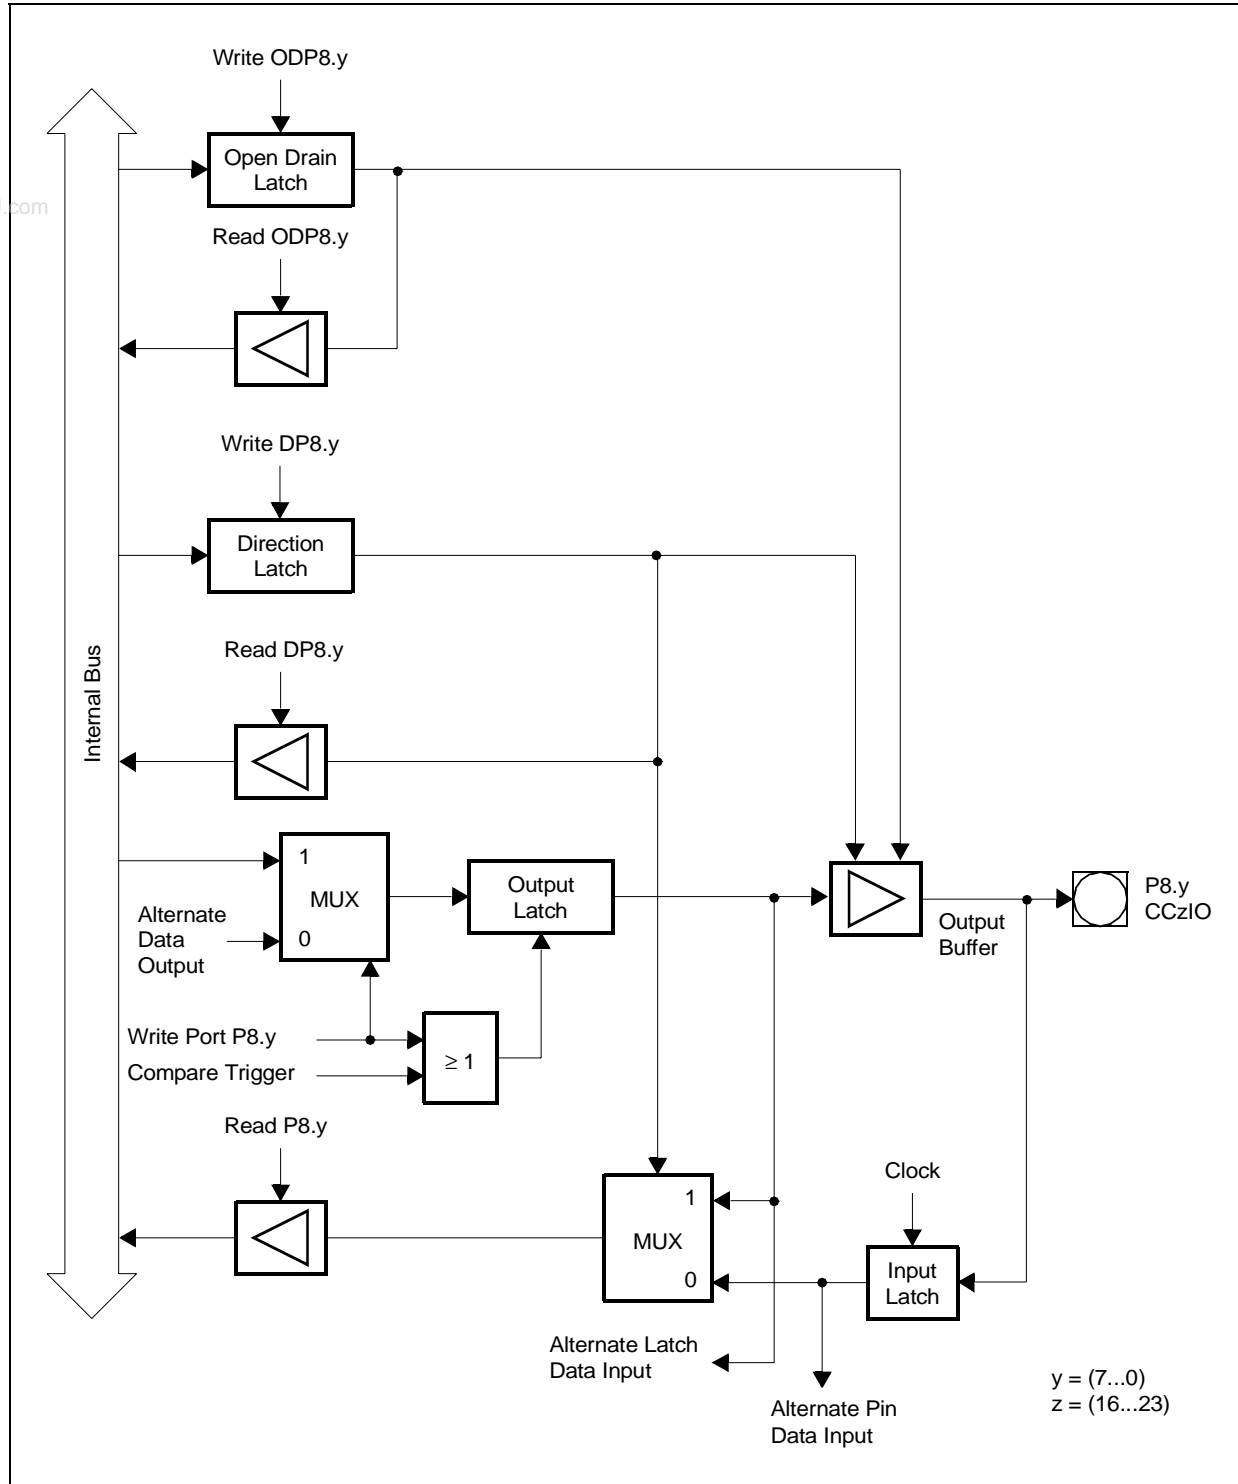 Write ODP8.y
Open Drain
Latch
J.com
Read ODP8.y
Write DP8.y
Direction
Latch
Read DP8.y
Internal Bus
1
MUX
0
Alternate
Data
Output
Output
Latch
Output
Buffer
P8.y
CCzIO
Write Port P8.y
Compare Trigger
≥ 1
Read P8.y
1
MUX
0
Clock
Input
Latch
Alternate Latch
Data Input
Alternate Pin
Data Input
y = (7...0)
z = (16...23)